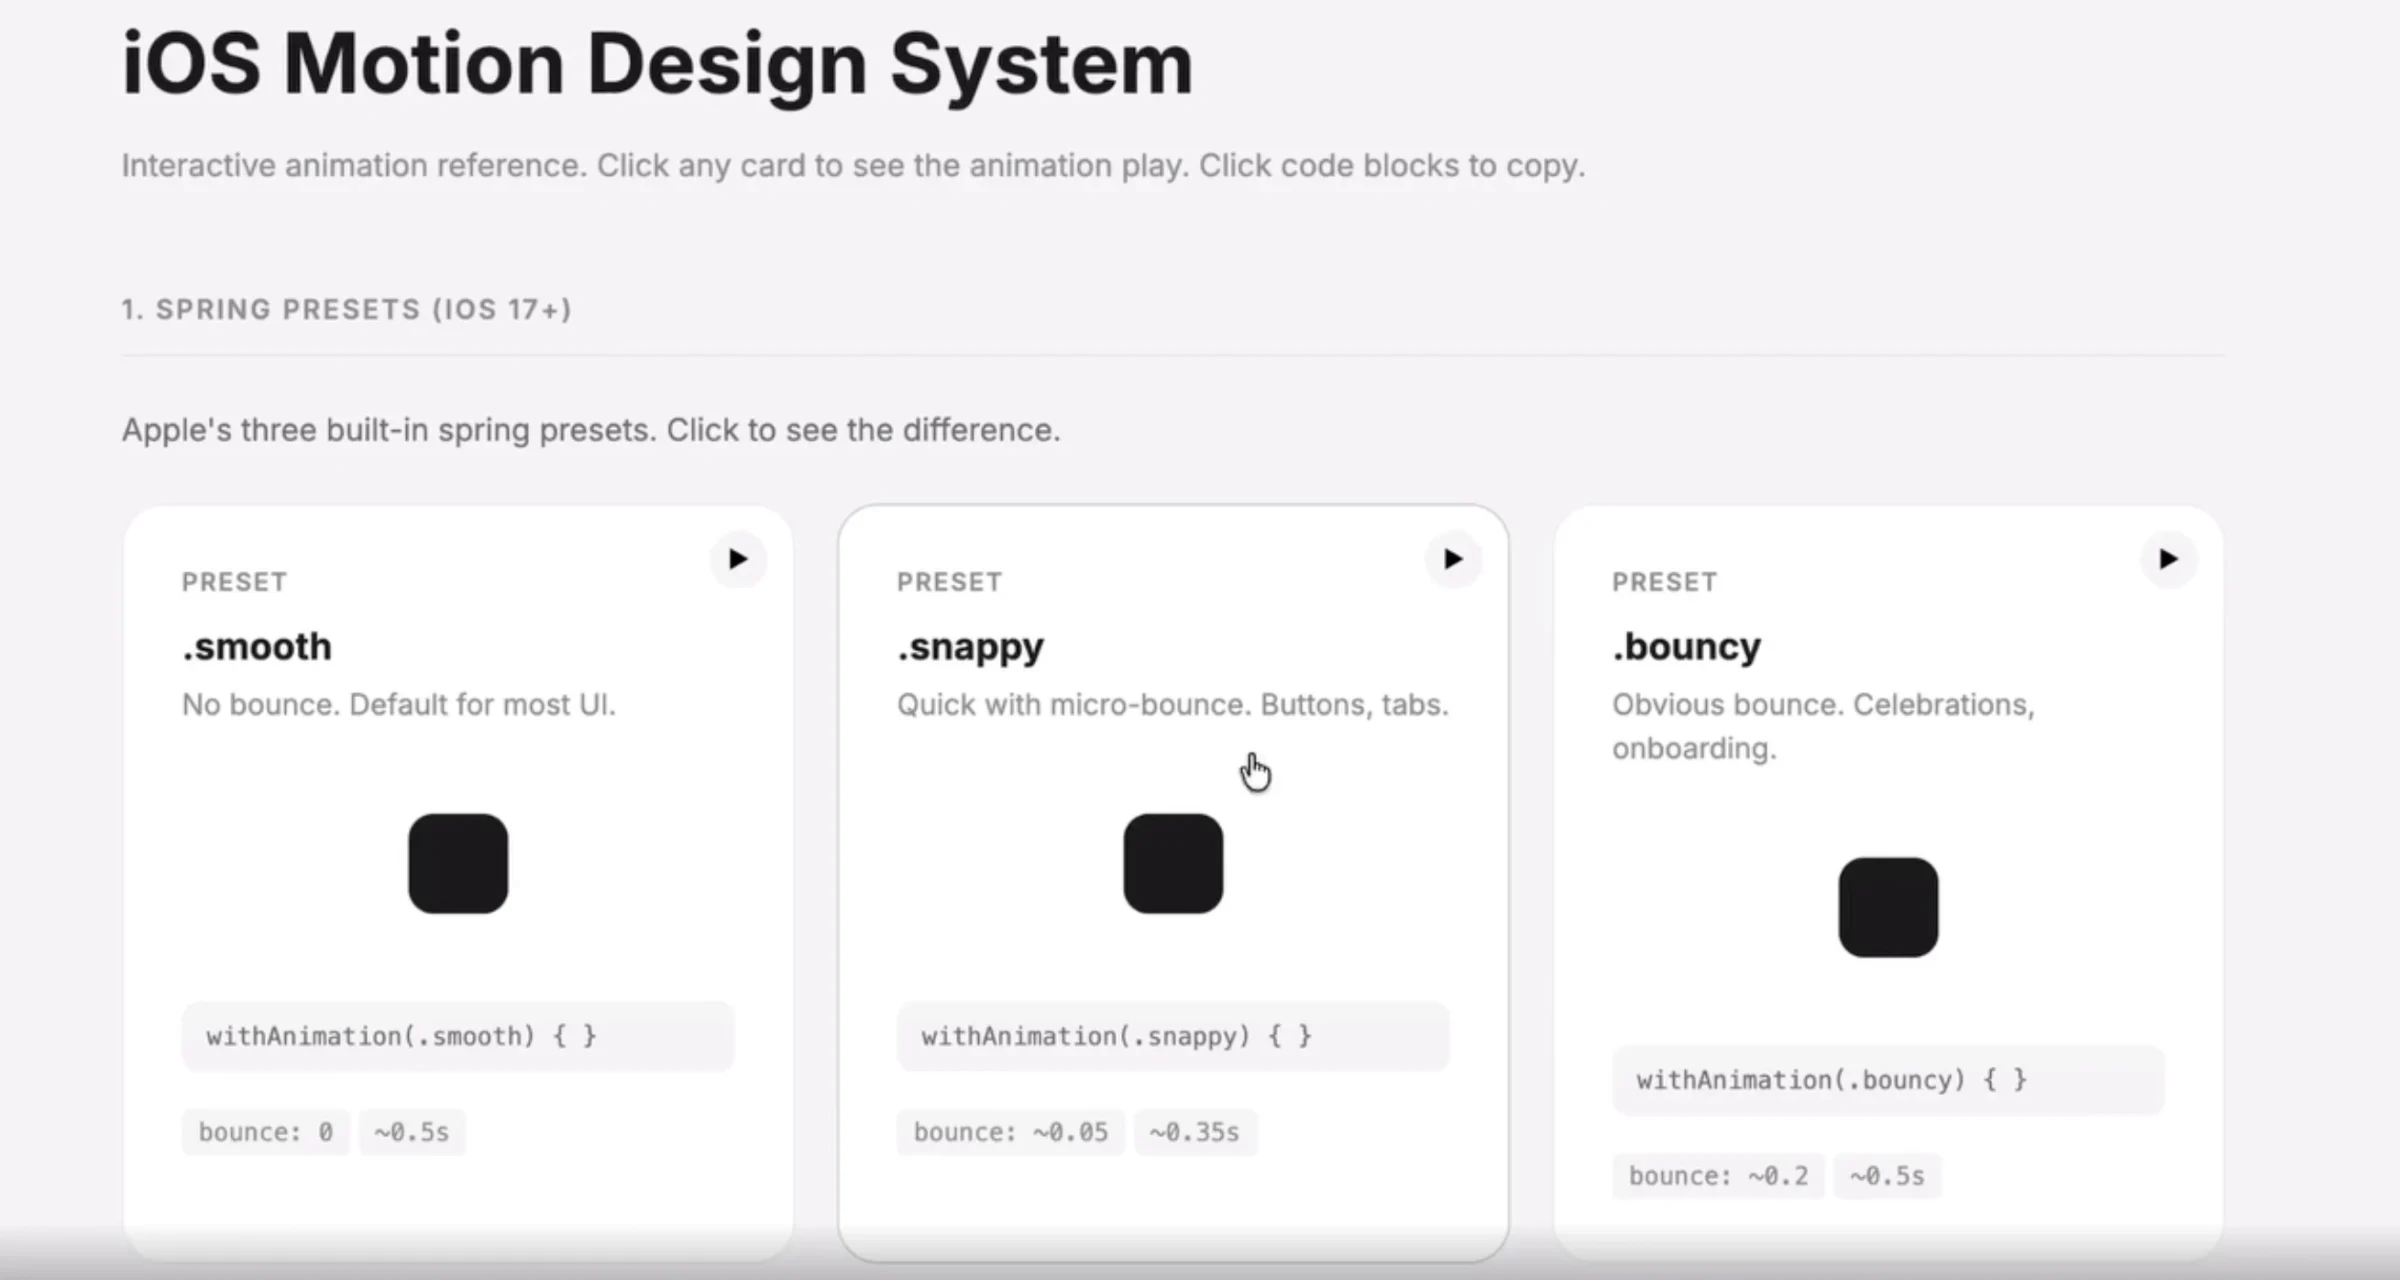 iOS Motion Design System
Interactive animation reference. Click any card to see the animation play. Click code blocks to copy.
1. SPRING PRESETS (IOS 17+)
Apple's three built-in spring presets. Click to see the difference.
PRESET
.smooth
No bounce. Default for most UI.
withAnimation(.smooth) { }
bounce: 0 ~0.5s
PRESET
.snappy
Quick with micro-bounce. Buttons, tabs.
withAnimation(.snappy) { }
bounce: ~0.05 ~0.35s
PRESET
.bouncy
Obvious bounce. Celebrations,
onboarding.
withAnimation(.bouncy) { }
bounce: ~0.2 ~0.5s